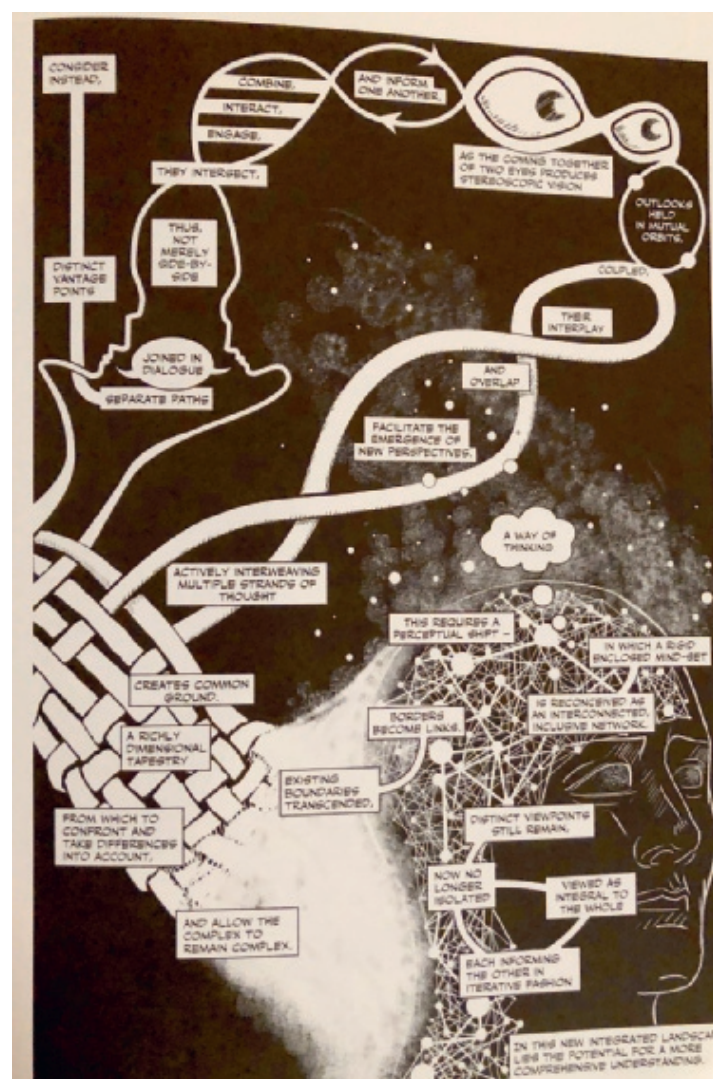 CONSIDER
INSTEAD,
DISTINCT
VANTAGE
POINTS
SEPARATE PATHS
JOINED IN
DIALOGUE
THUS,
NOT
MERELY
SIDE-BY-
SIDE
THEY INTERSECT,
ENGAGE,
INTERACT,
COMBINE,
AND INFORM
ONE ANOTHER,
AS THE COMING TOGETHER
OF TWO EYES PRODUCES
STEREOSCOPIC VISION
OUTLOOKS
HELD
IN MUTUAL
ORBITS.
COUPLED,
THEIR
INTERPLAY
AND
OVERLAP
FACILITATE THE
EMERGENCE OF
NEW PERSPECTIVES.
ACTIVELY INTERWEAVING
MULTIPLE STRANDS OF
THOUGHT
CREATES COMMON
GROUND.
A RICHLY
DIMENSIONAL
TAPESTRY
FROM WHICH TO
CONFRONT AND
TAKE DIFFERENCES
INTO ACCOUNT,
AND ALLOW THE
COMPLEX TO
REMAIN COMPLEX.
A WAY OF
THINKING
THIS REQUIRES A
PERCEPTUAL SHIFT –
IN WHICH A RIGID
ENCLOSED MIND-SET
IS RECONCEIVED AS
AN INTERCONNECTED,
INCLUSIVE NETWORK.
BORDERS
BECOME LINKS.
EXISTING
BOUNDARIES
TRANSCENDED,
DISTINCT VIEWPOINTS
STILL REMAIN,
NOW NO
LONGER
ISOLATED
VIEWED AS
INTEGRAL TO
THE WHOLE
EACH INFORMING
THE OTHER IN
ITERATIVE FASHION
IN THIS NEW INTEGRATED LANDSCA
LIES THE POTENTIAL FOR A MORE
COMPREHENSIVE UNDERSTANDING.